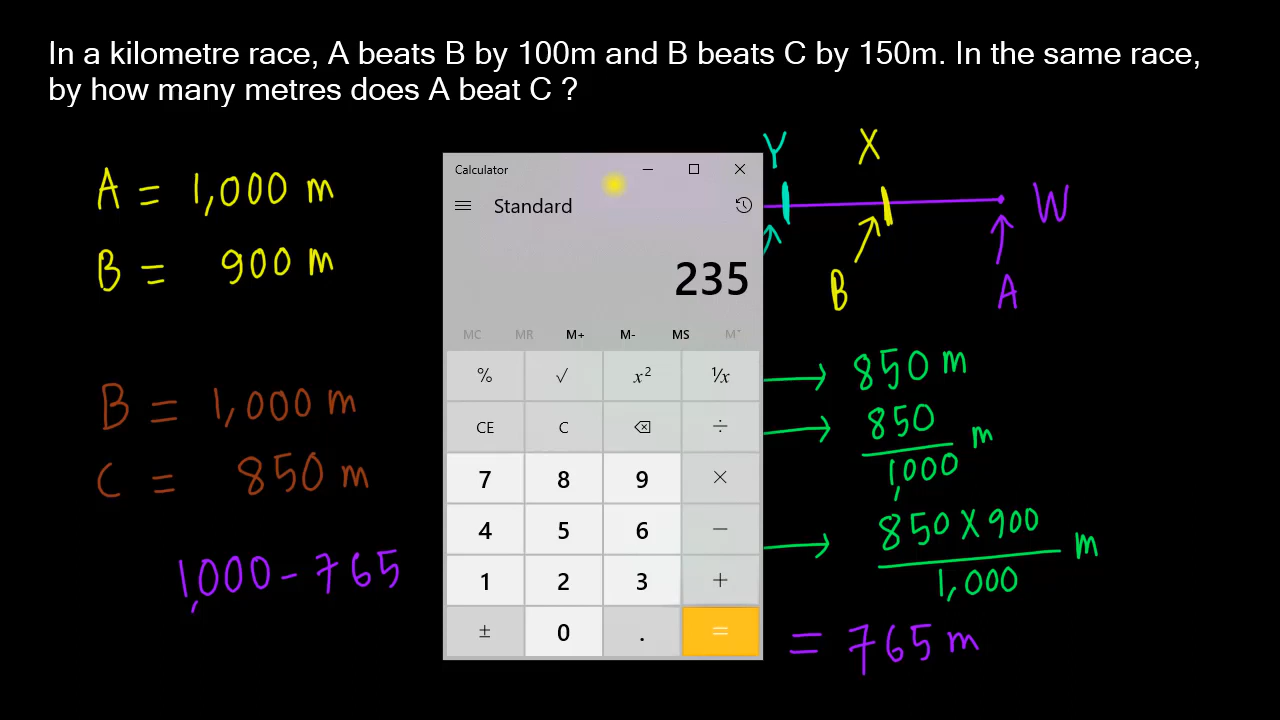 In a kilometre race, A beats B by 100m and B beats C by 150m. In the same race,
by how many metres does A beat C ?
A = 1,000 m
B = 900 m
B = 1,000 m
C = 850 m
1,000 - 765
Calculator
Standard
235
MC MR M+ M- MS M˅
% √ x² ¹/x
CE C ÷
7 8 9 ×
4 5 6 −
1 2 3 +
± 0 . =
Y X
W
B A
→ 850 m
→ 850/1,000 m
→ 850 X 900/1,000 m
= 765 m